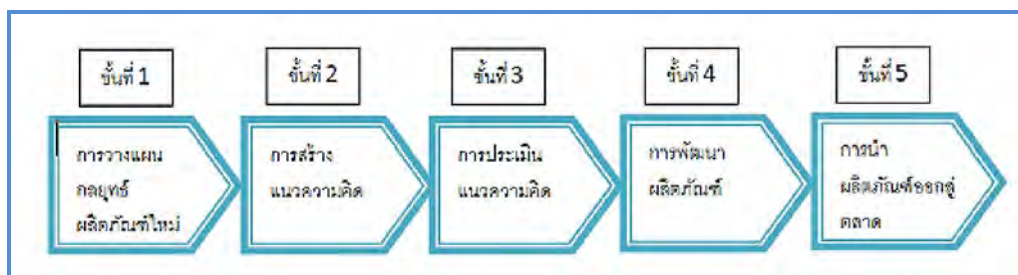 ขั้นที่ 1
การวางแผน
กลยุทธ์
ผลิตภัณฑ์ใหม่
ขั้นที่ 2
การสร้าง
แนวความคิด
ขั้นที่ 3
การประเมิน
แนวความคิด
ขั้นที่ 4
การพัฒนา
ผลิตภัณฑ์
ขั้นที่ 5
การนำ
ผลิตภัณฑ์ออกสู่
ตลาด